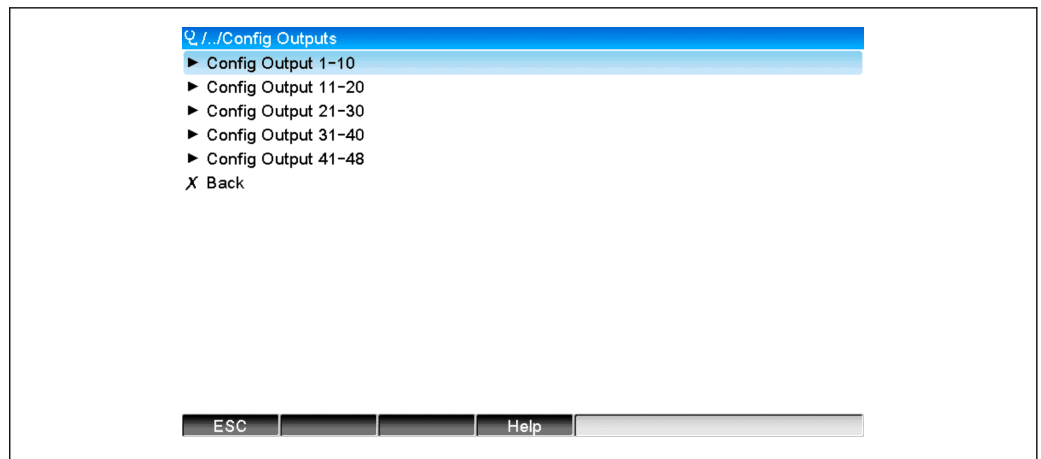 /../Config Outputs
► Config Output 1-10
► Config Output 11-20
► Config Output 21-30
► Config Output 31-40
► Config Output 41-48
X Back
ESC Help